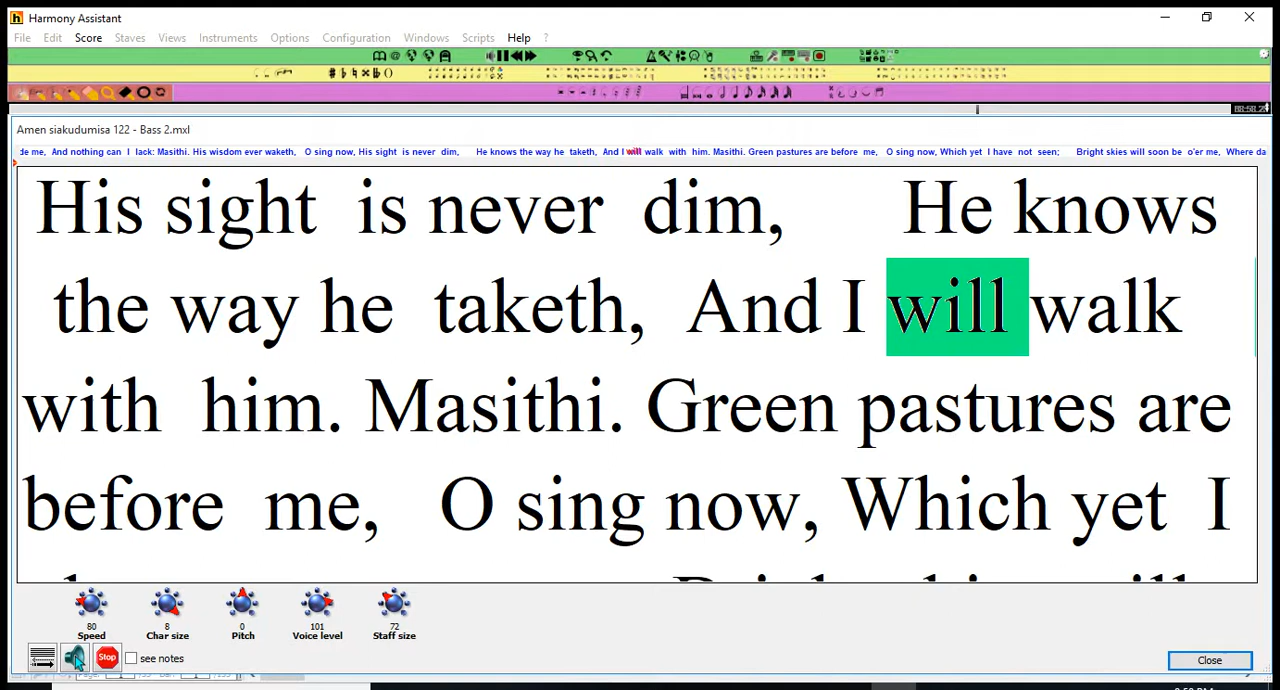 Harmony Assistant
File Edit Score Staves Views Instruments Options Configuration Windows Scripts Help ?
Amen siakudumisa 122 - Bass 2.mxl
de me, And nothing can I lack: Masithi. His wisdom ever waketh, O sing now, His sight is never dim, He knows the way he taketh, And I will walk with him. Masithi. Green pastures are before me, O sing now, Which yet I have not seen; Bright skies will soon be o'er me, Where da
His sight is never dim, He knows
the way he taketh, And I will walk
with him. Masithi. Green pastures are
before me, O sing now, Which yet I
80 8 0 101 72
Speed Char size Pitch Voice level Staff size
Stop see notes Close